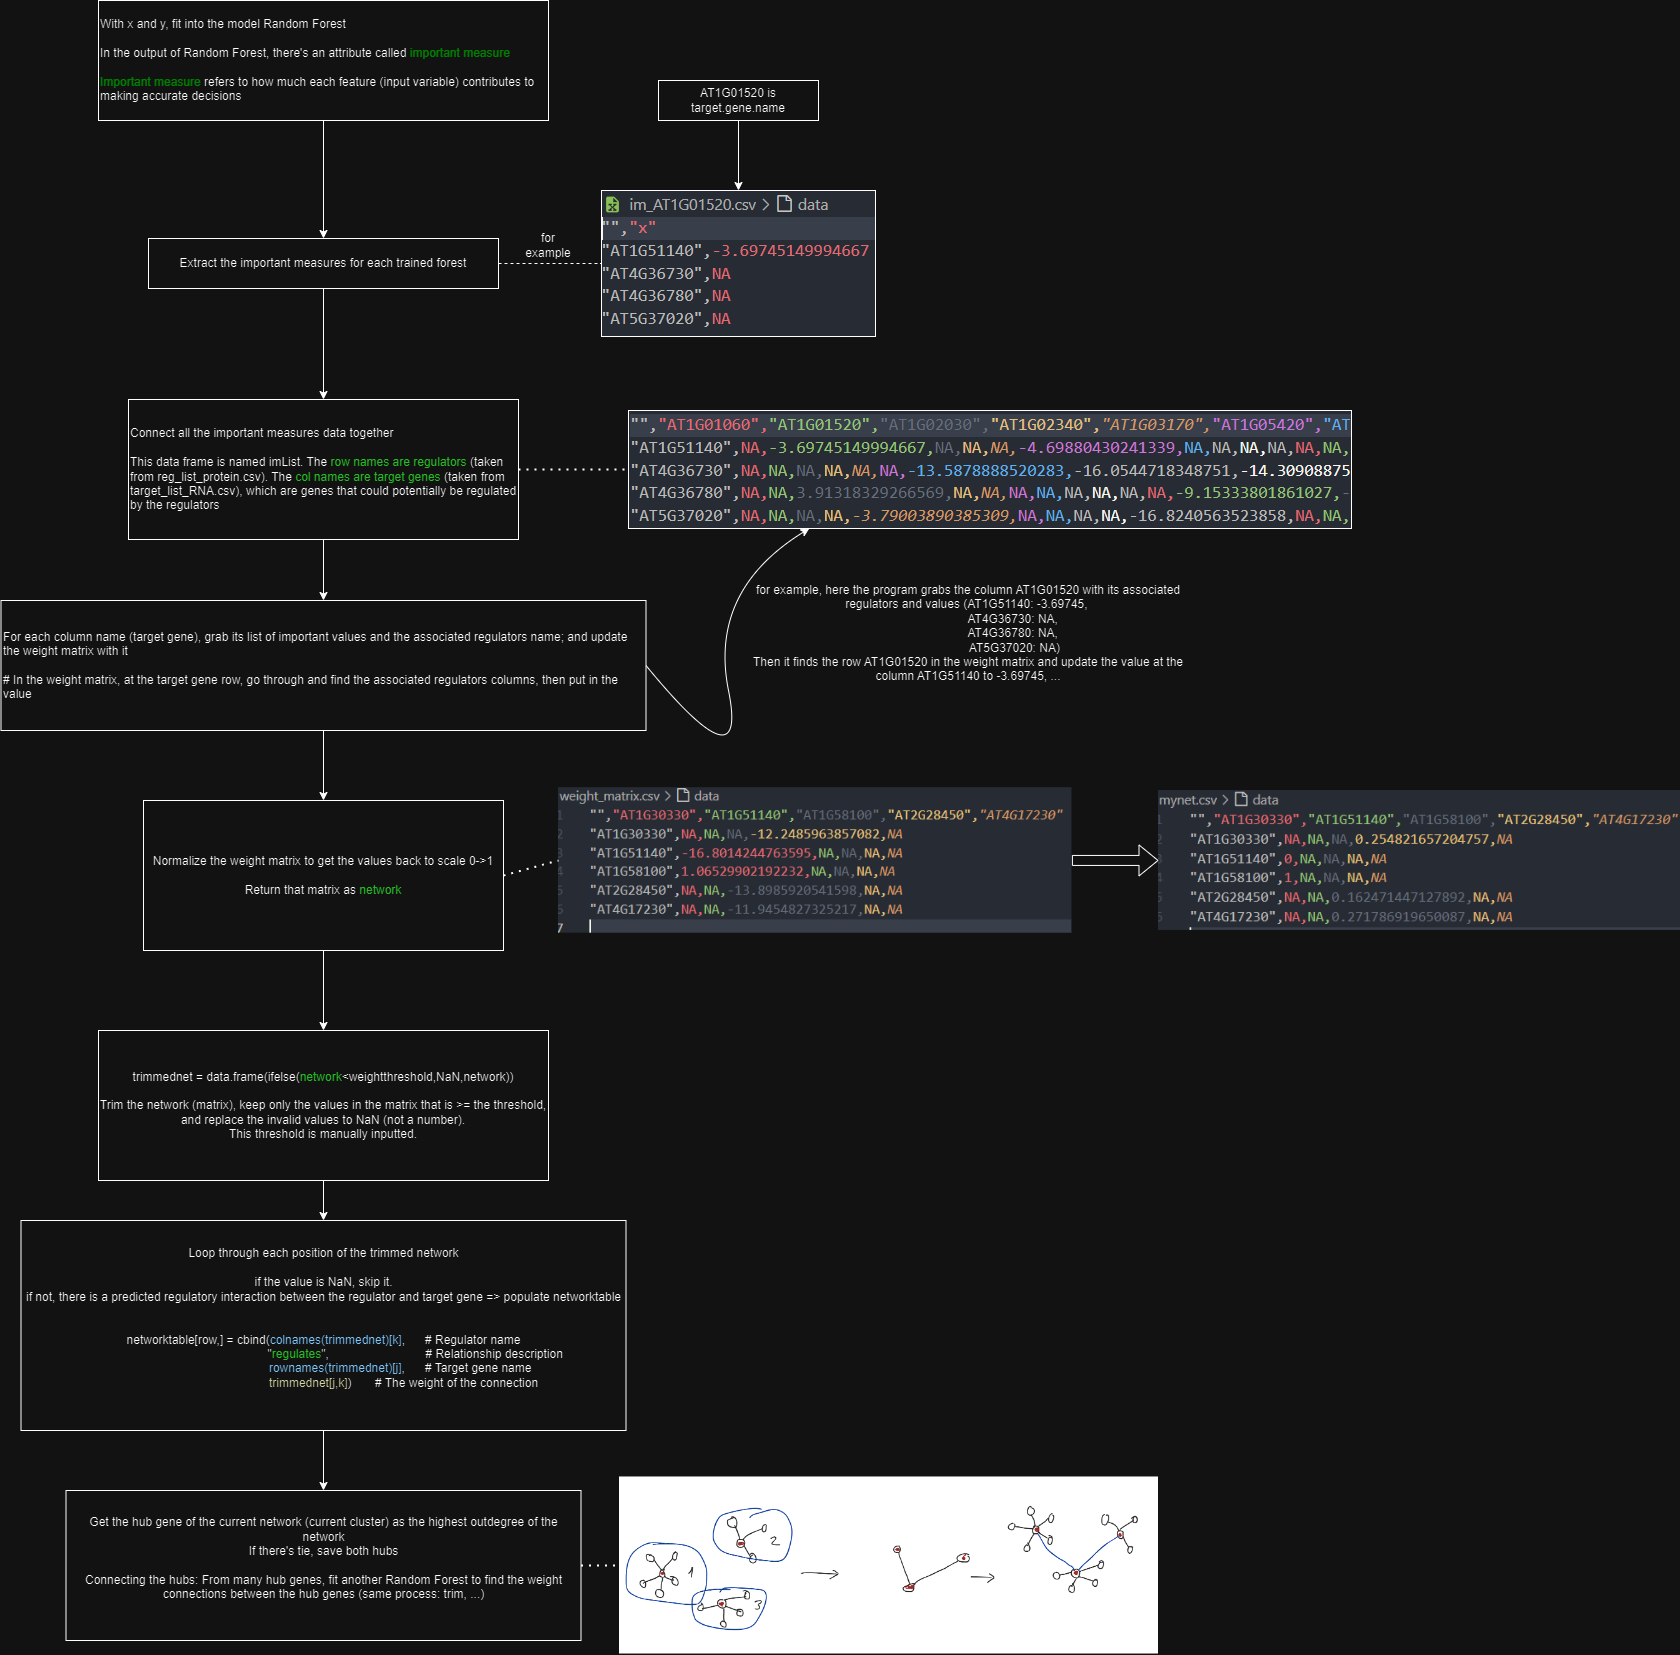 With x and y, fit into the model Random Forest
In the output of Random Forest, there's an attribute called important measure
Important measure refers to how much each feature (input variable) contributes to
making accurate decisions
AT1G01520 is
target.gene.name
im_AT1G01520.csv > data
"","x"
"AT1G51140",-3.69745149994667
"AT4G36730",NA
"AT4G36780",NA
"AT5G37020",NA
for
example
Extract the important measures for each trained forest
Connect all the important measures data together
This data frame is named imList. The row names are regulators (taken
from reg_list_protein.csv). The col names are target genes (taken from
target_list_RNA.csv), which are genes that could potentially be regulated
by the regulators
"","AT1G01060","AT1G01520","AT1G02030","AT1G02340","AT1G03170","AT1G05420","AT
"AT1G51140",NA,-3.69745149994667,NA,NA,NA,-4.69880430241339,NA,NA,NA,NA,NA,NA,
"AT4G36730",NA,NA,NA,NA,NA,NA,-13.5878888520283,-16.0544718348751,-14.30908875
"AT4G36780",NA,NA,3.91318329266569,NA,NA,NA,NA,NA,NA,NA,NA,-9.15333801861027,-
"AT5G37020",NA,NA,NA,NA,-3.79003890385309,NA,NA,NA,NA,-16.8240563523858,NA,NA,
For each column name (target gene), grab its list of important values and the associated regulators name; and update
the weight matrix with it
# In the weight matrix, at the target gene row, go through and find the associated regulators columns, then put in the
value
for example, here the program grabs the column AT1G01520 with its associated
regulators and values (AT1G51140: -3.69745,
AT4G36730: NA,
AT4G36780: NA,
AT5G37020: NA)
Then it finds the row AT1G01520 in the weight matrix and update the value at the
column AT1G51140 to -3.69745, ...
Normalize the weight matrix to get the values back to scale 0->1
Return that matrix as network
weight_matrix.csv > data
1 "","AT1G30330","AT1G51140","AT1G58100","AT2G28450","AT4G17230"
2 "AT1G30330",NA,NA,NA,-12.2485963857082,NA
3 "AT1G51140",-16.8014244763595,NA,NA,NA,NA
4 "AT1G58100",1.06529902192232,NA,NA,NA,NA
5 "AT2G28450",NA,NA,-13.8985920541598,NA,NA
6 "AT4G17230",NA,NA,-11.9454827325217,NA,NA
7
mynet.csv > data
1 "","AT1G30330","AT1G51140","AT1G58100","AT2G28450","AT4G17230"
2 "AT1G30330",NA,NA,NA,0.254821657204757,NA
3 "AT1G51140",0,NA,NA,NA,NA
4 "AT1G58100",1,NA,NA,NA,NA
5 "AT2G28450",NA,NA,0.162471447127892,NA,NA
6 "AT4G17230",NA,NA,0.271786919650087,NA,NA
trimmednet = data.frame(ifelse(network<weightthreshold,NaN,network))
Trim the network (matrix), keep only the values in the matrix that is >= the threshold,
and replace the invalid values to NaN (not a number).
This threshold is manually inputted.
Loop through each position of the trimmed network
if the value is NaN, skip it.
if not, there is a predicted regulatory interaction between the regulator and target gene => populate networktable
networktable[row,] = cbind(colnames(trimmednet)[k], # Regulator name
"regulates", # Relationship description
rownames(trimmednet)[j], # Target gene name
trimmednet[j,k]) # The weight of the connection
Get the hub gene of the current network (current cluster) as the highest outdegree of the
network
If there's tie, save both hubs
Connecting the hubs: From many hub genes, fit another Random Forest to find the weight
connections between the hub genes (same process: trim, ...)
2
1
3